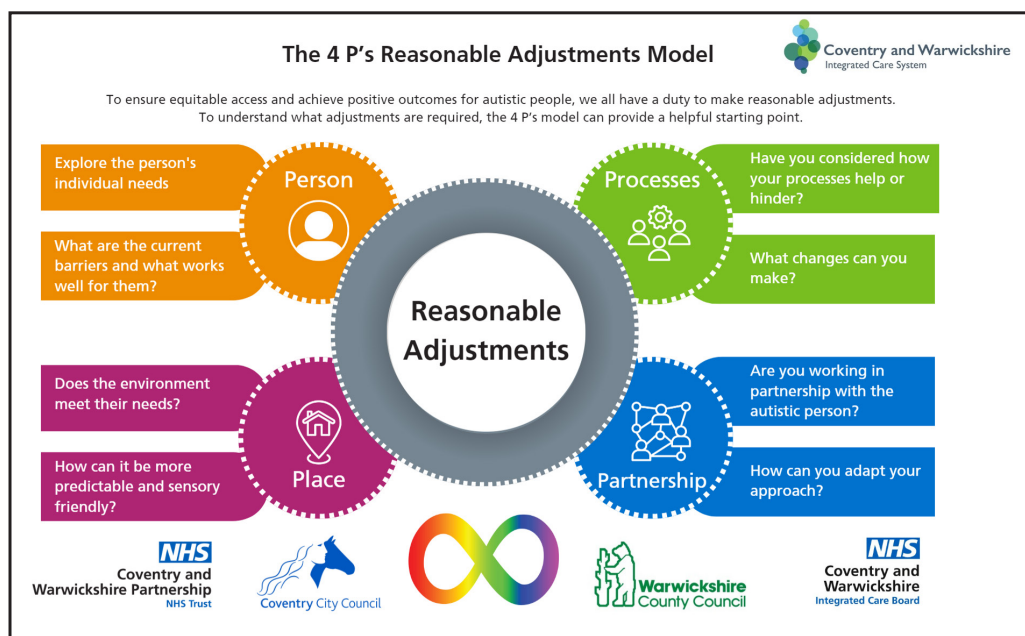 The 4 P's Reasonable Adjustments Model
Coventry and Warwickshire
Integrated Care System
To ensure equitable access and achieve positive outcomes for autistic people, we all have a duty to make reasonable adjustments.
To understand what adjustments are required, the 4 P's model can provide a helpful starting point.
Explore the person's
individual needs
What are the current
barriers and what works
well for them?
Person
Processes
Have you considered how
your processes help or
hinder?
What changes can you
make?
Reasonable
Adjustments
Does the environment
meet their needs?
How can it be more
predictable and sensory
friendly?
Place
Partnership
Are you working in
partnership with the
autistic person?
How can you adapt your
approach?
NHS
Coventry and
Warwickshire Partnership
NHS Trust
Coventry City Council
Warwickshire
County Council
NHS
Coventry and
Warwickshire
Integrated Care Board